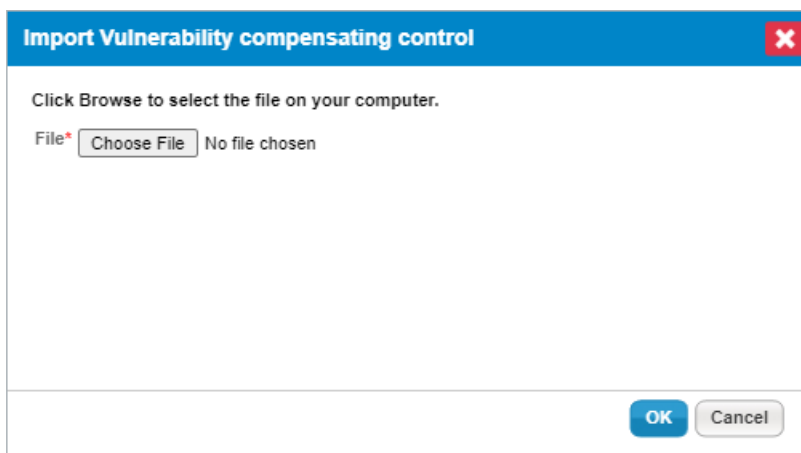 Import Vulnerability compensating control
Click Browse to select the file on your computer.
File* Choose File No file chosen
OK Cancel